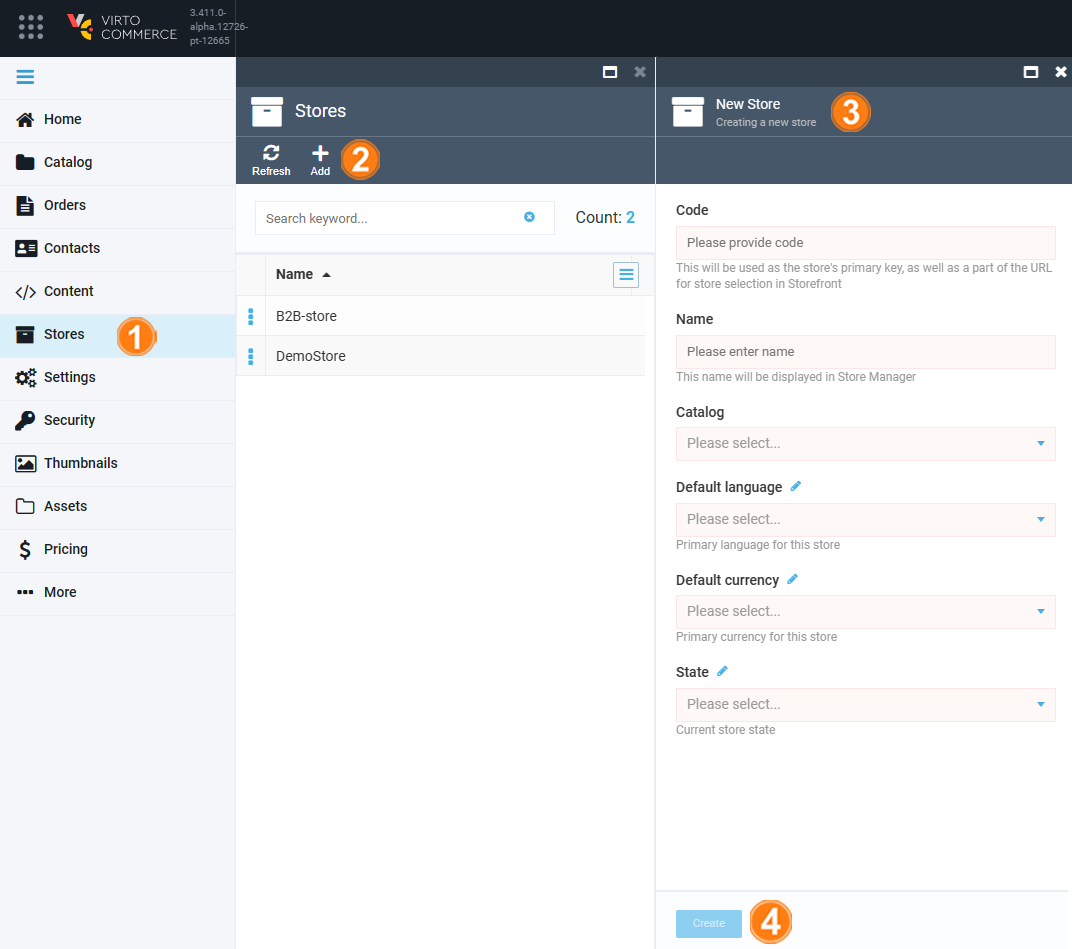 VIRTO
COMMERCE
3.411.0-
alpha.12726-
pt-12665
Home
Catalog
Orders
Contacts
Content
Stores
1
Settings
Security
Thumbnails
Assets
Pricing
More
Stores
Refresh
Add
2
Search keyword...
Count: 2
Name
B2B-store
DemoStore
New Store
Creating a new store
3
Code
Please provide code
This will be used as the store's primary key, as well as a part of the URL
for store selection in Storefront
Name
Please enter name
This name will be displayed in Store Manager
Catalog
Please select...
Default language
Please select...
Primary language for this store
Default currency
Please select...
Primary currency for this store
State
Please select...
Current store state
Create
4